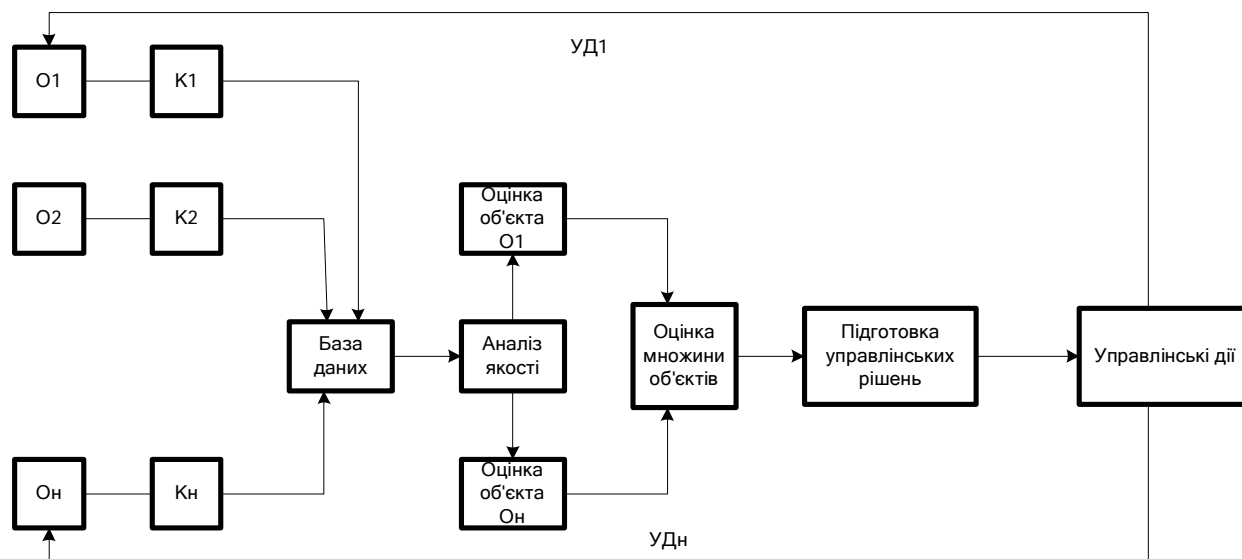 УД1
О1
К1
О2
К2
Оцінка
об'єкта
О1
База
даних
Аналіз
якості
Оцінка
множини
об'єктів
Підготовка
управлінських
рішень
Управлінські дії
Он
Кн
Оцінка
об'єкта
Он
УДн